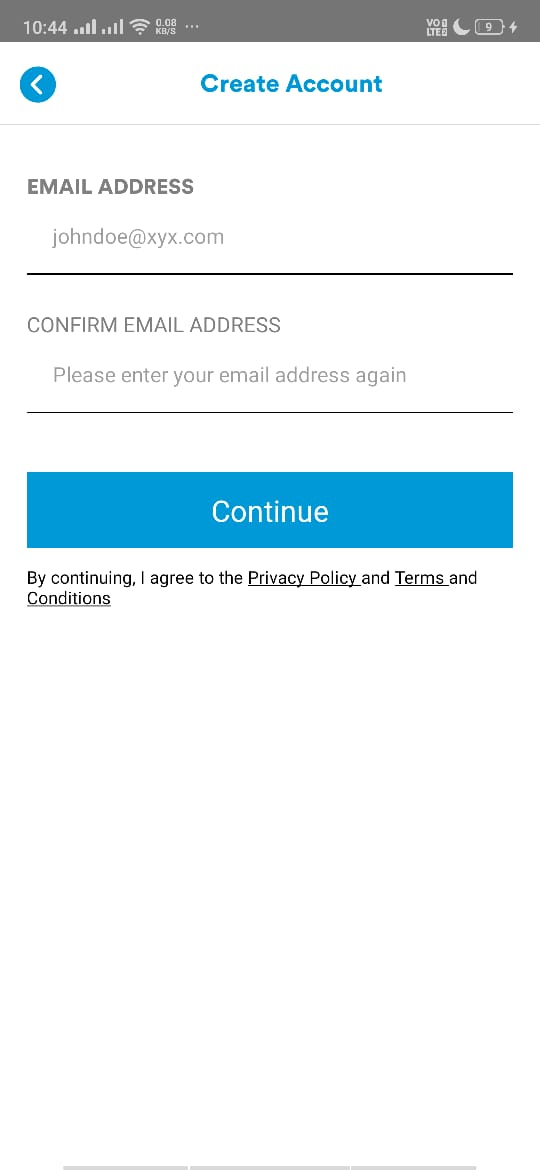 10:44 0.08 KB/S ... VO LTE 9
Create Account
EMAIL ADDRESS
johndoe@xyx.com
CONFIRM EMAIL ADDRESS
Please enter your email address again
Continue
By continuing, I agree to the Privacy Policy and Terms and
Conditions